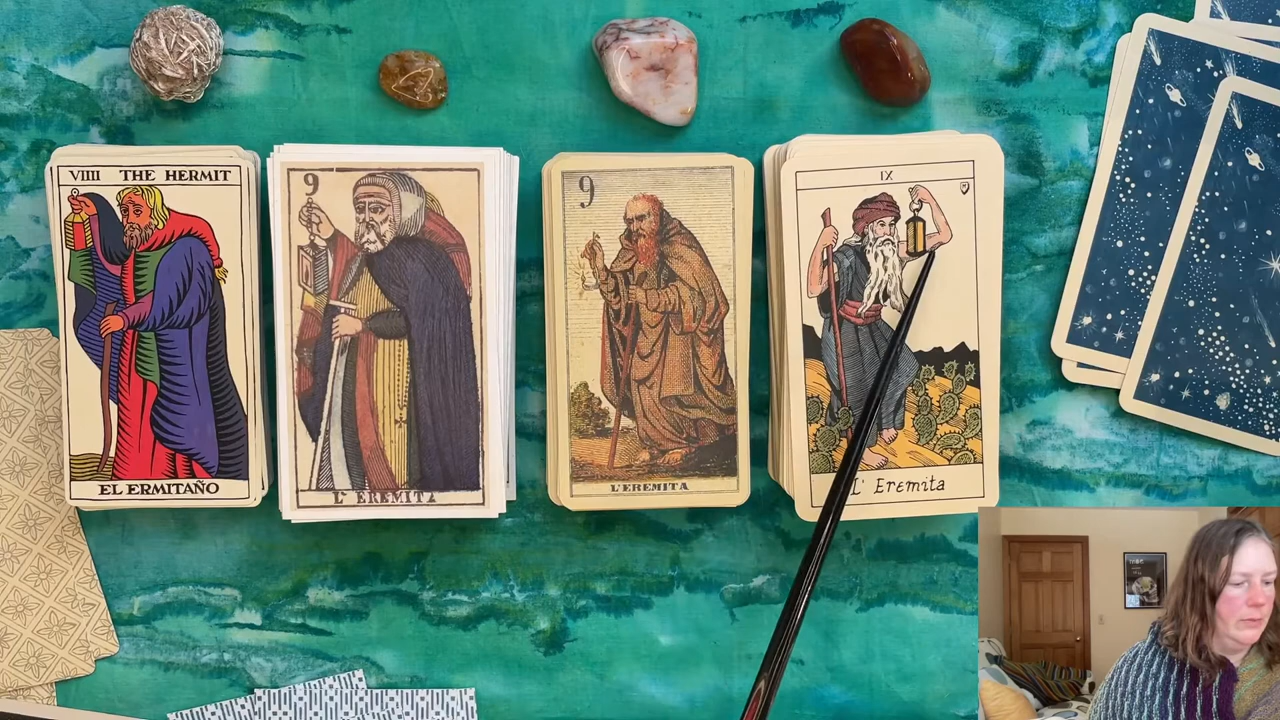 VIIII THE HERMIT
EL ERMITAÑO
9
L' EREMITA
9
L'EREMITA
IX
L' Eremita